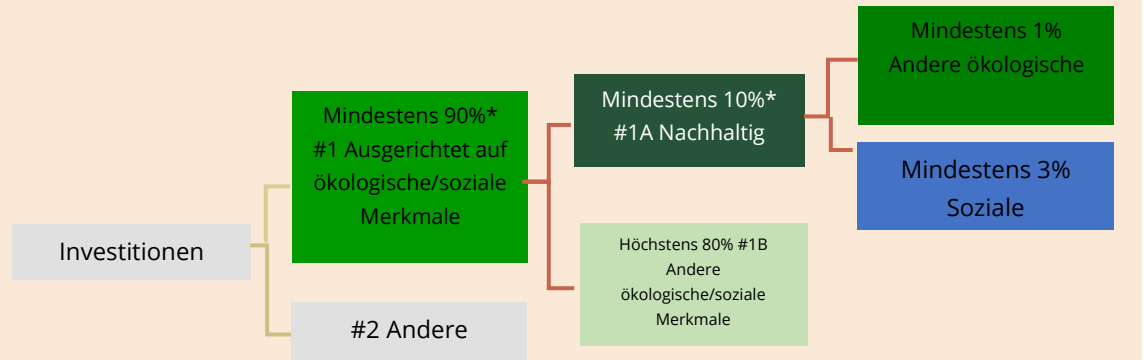 Investitionen
Mindestens 90%*
#1 Ausgerichtet auf
ökologische/soziale
Merkmale
#2 Andere
Mindestens 10%*
#1A Nachhaltig
Höchstens 80% #1B
Andere
ökologische/soziale
Merkmale
Mindestens 1%
Andere ökologische
Mindestens 3%
Soziale